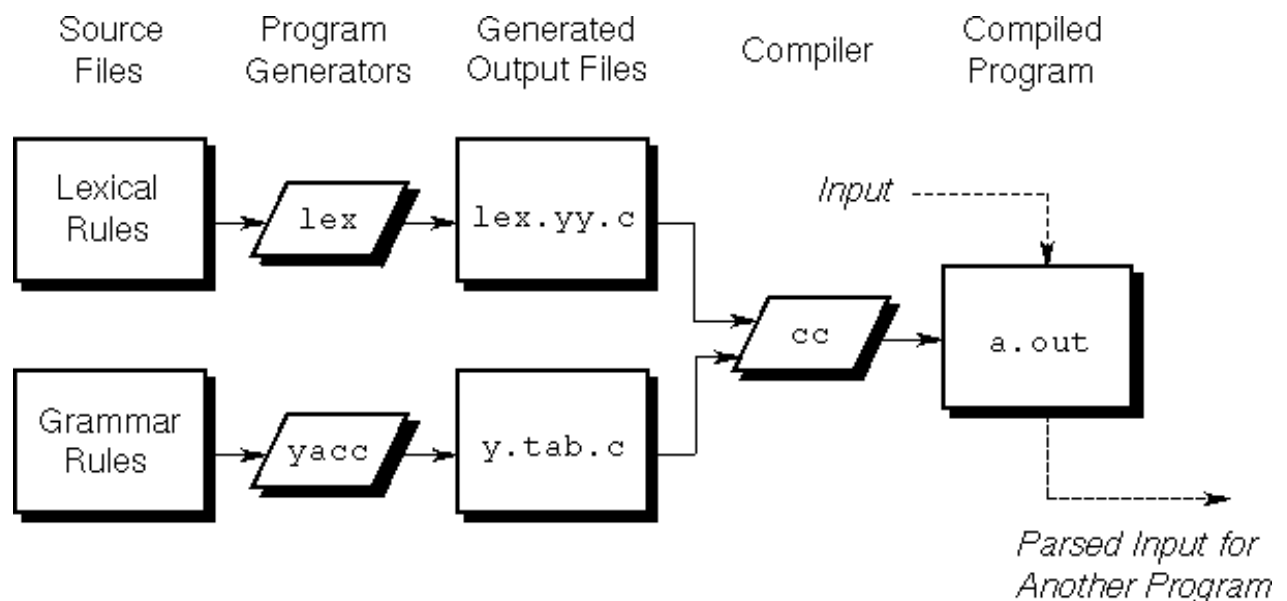 Source
Files
Program
Generators
Generated
Output Files
Compiler
Compiled
Program
Lexical
Rules
lex
lex.yy.c
Input
cc
a.out
Grammar
Rules
yacc
y.tab.c
Parsed Input for
Another Program